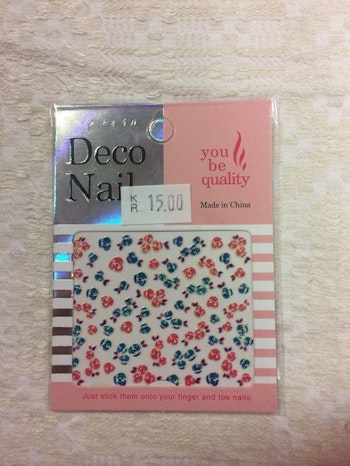 Deco
Nail
you
be
quality
Made in China
KR. 15.00
Just stick them onto your finger and toe nails.